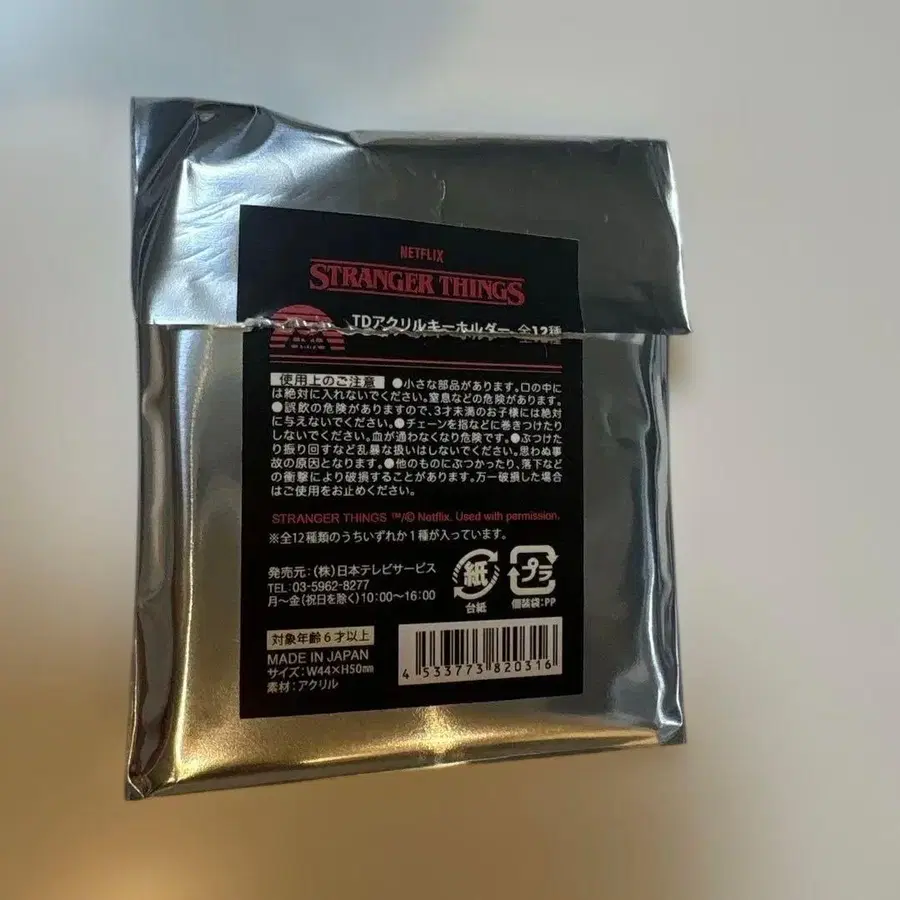 NETFLIX
STRANGER THINGS
TDアクリルキーホルダー 全12種
使用上のご注意 ●小さな部品があります。口の中に
は絶対に入れないでください。窒息などの危険があります。
●誤飲の危険がありますので、3才未満のお子様には絶対
に与えないでください。●チェーンを指などに巻きつけたり
しないでください。血が通わなくなり危険です。●ぶつけた
り振り回すなど乱暴な扱いはしないでください。思わぬ事
故の原因となります。●他のものにぶつかったり、落下など
の衝撃により破損することがあります。万一破損した場合
はご使用をお止めください。
STRANGER THINGS ™/© Netflix. Used with permission.
※全12種類のうちいずれか1種が入っています。
発売元:(株)日本テレビサービス
TEL:03-5962-8277
月〜金(祝日を除く)10:00〜16:00
紙
台紙
プラ
個装袋:PP
対象年齢6才以上
MADE IN JAPAN
サイズ:W44×H50mm
素材:アクリル
4 533773 820316